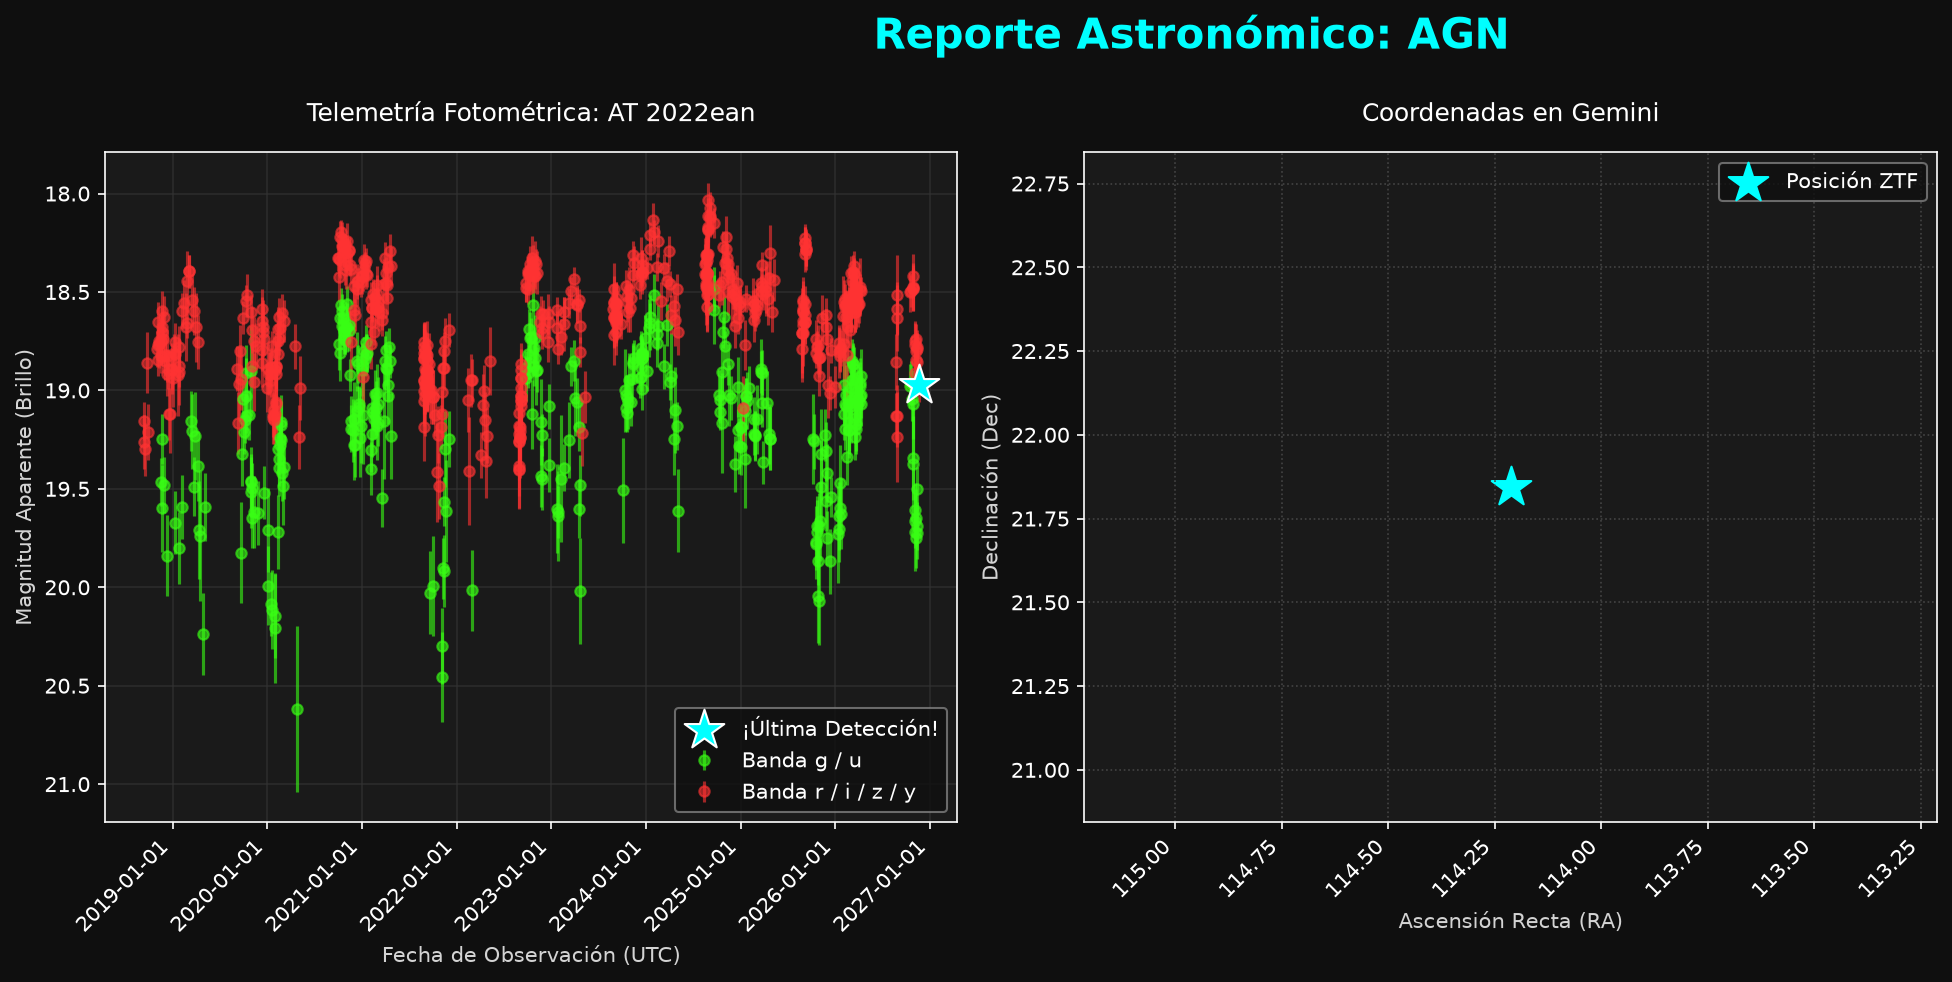 Reporte Astronómico: AGN
Telemetría Fotométrica: AT 2022ean
Magnitud Aparente (Brillo)
18.0
18.5
19.0
19.5
20.0
20.5
21.0
¡Última Detección!
Banda g / u
Banda r / i / z / y
2019-01-01
2020-01-01
2021-01-01
2022-01-01
2023-01-01
2024-01-01
2025-01-01
2026-01-01
2027-01-01
Fecha de Observación (UTC)
Coordenadas en Gemini
Posición ZTF
Declinación (Dec)
22.75
22.50
22.25
22.00
21.75
21.50
21.25
21.00
115.00
114.75
114.50
114.25
114.00
113.75
113.50
113.25
Ascensión Recta (RA)